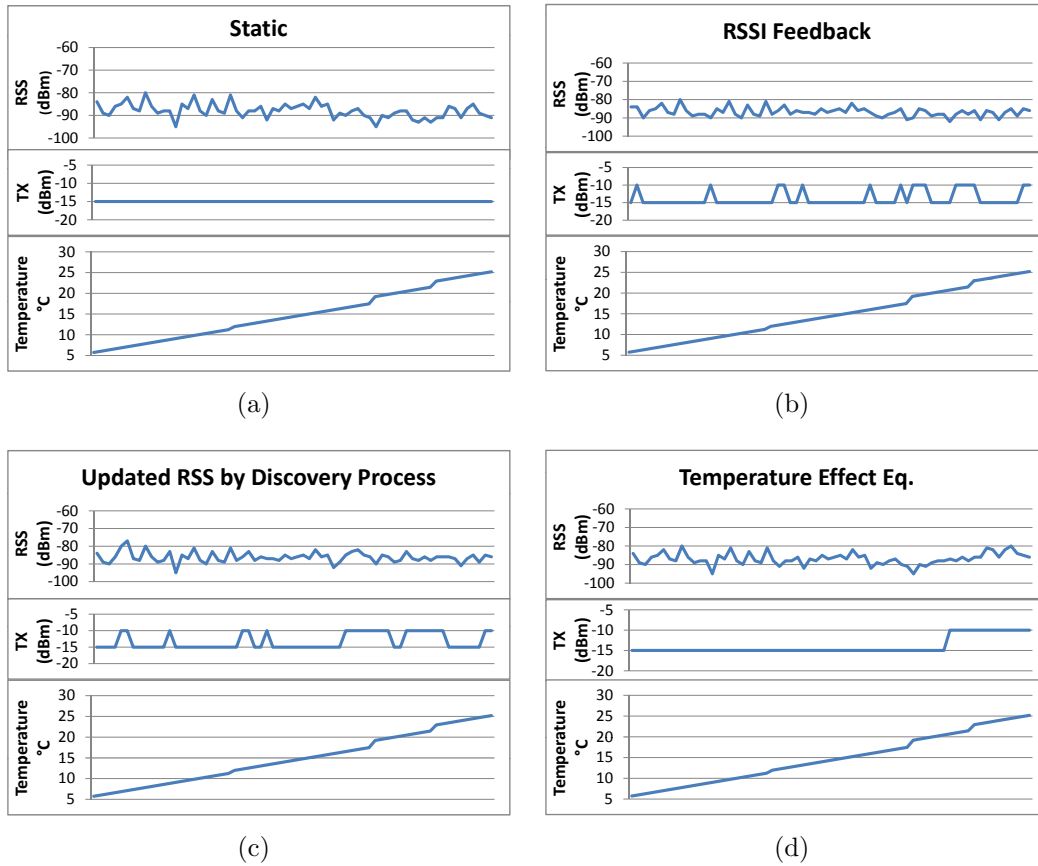 Static
RSS
(dBm)
-60
-70
-80
-90
-100
TX
(dBm)
-5
-10
-15
-20
Temperature
°C
30
25
20
15
10
5
(a)
RSSI Feedback
RSS
(dBm)
-60
-70
-80
-90
-100
TX
(dBm)
-5
-10
-15
-20
Temperature
°C
30
25
20
15
10
5
(b)
Updated RSS by Discovery Process
RSS
(dBm)
-60
-70
-80
-90
-100
TX
(dBm)
-5
-10
-15
-20
Temperature
°C
30
25
20
15
10
5
(c)
Temperature Effect Eq.
RSS
(dBm)
-60
-70
-80
-90
-100
TX
(dBm)
-5
-10
-15
-20
Temperature
°C
30
25
20
15
10
5
(d)